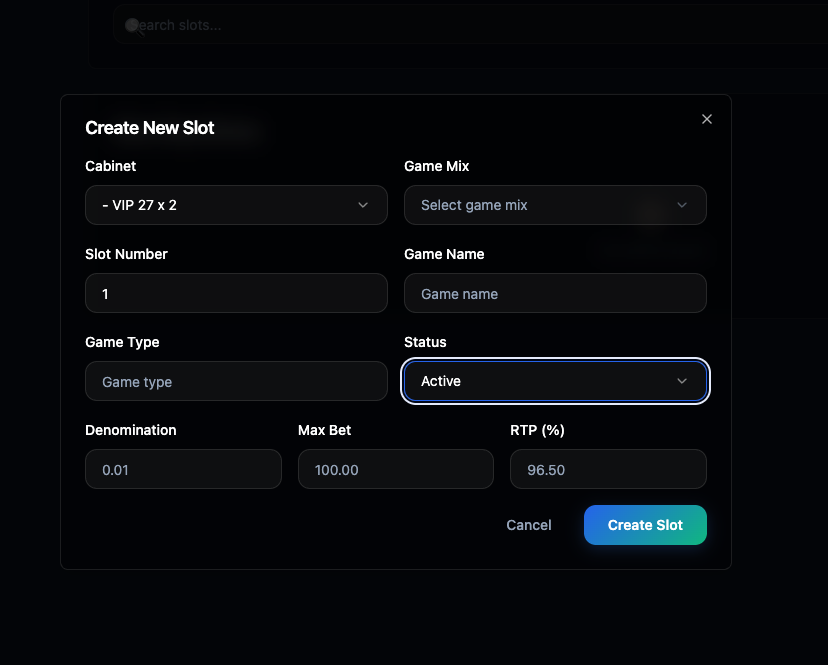 Search slots...
Create New Slot
Cabinet
Game Mix
- VIP 27 x 2
Select game mix
Slot Number
Game Name
1
Game name
Game Type
Status
Game type
Active
Denomination
Max Bet
RTP (%)
0.01
100.00
96.50
Cancel
Create Slot